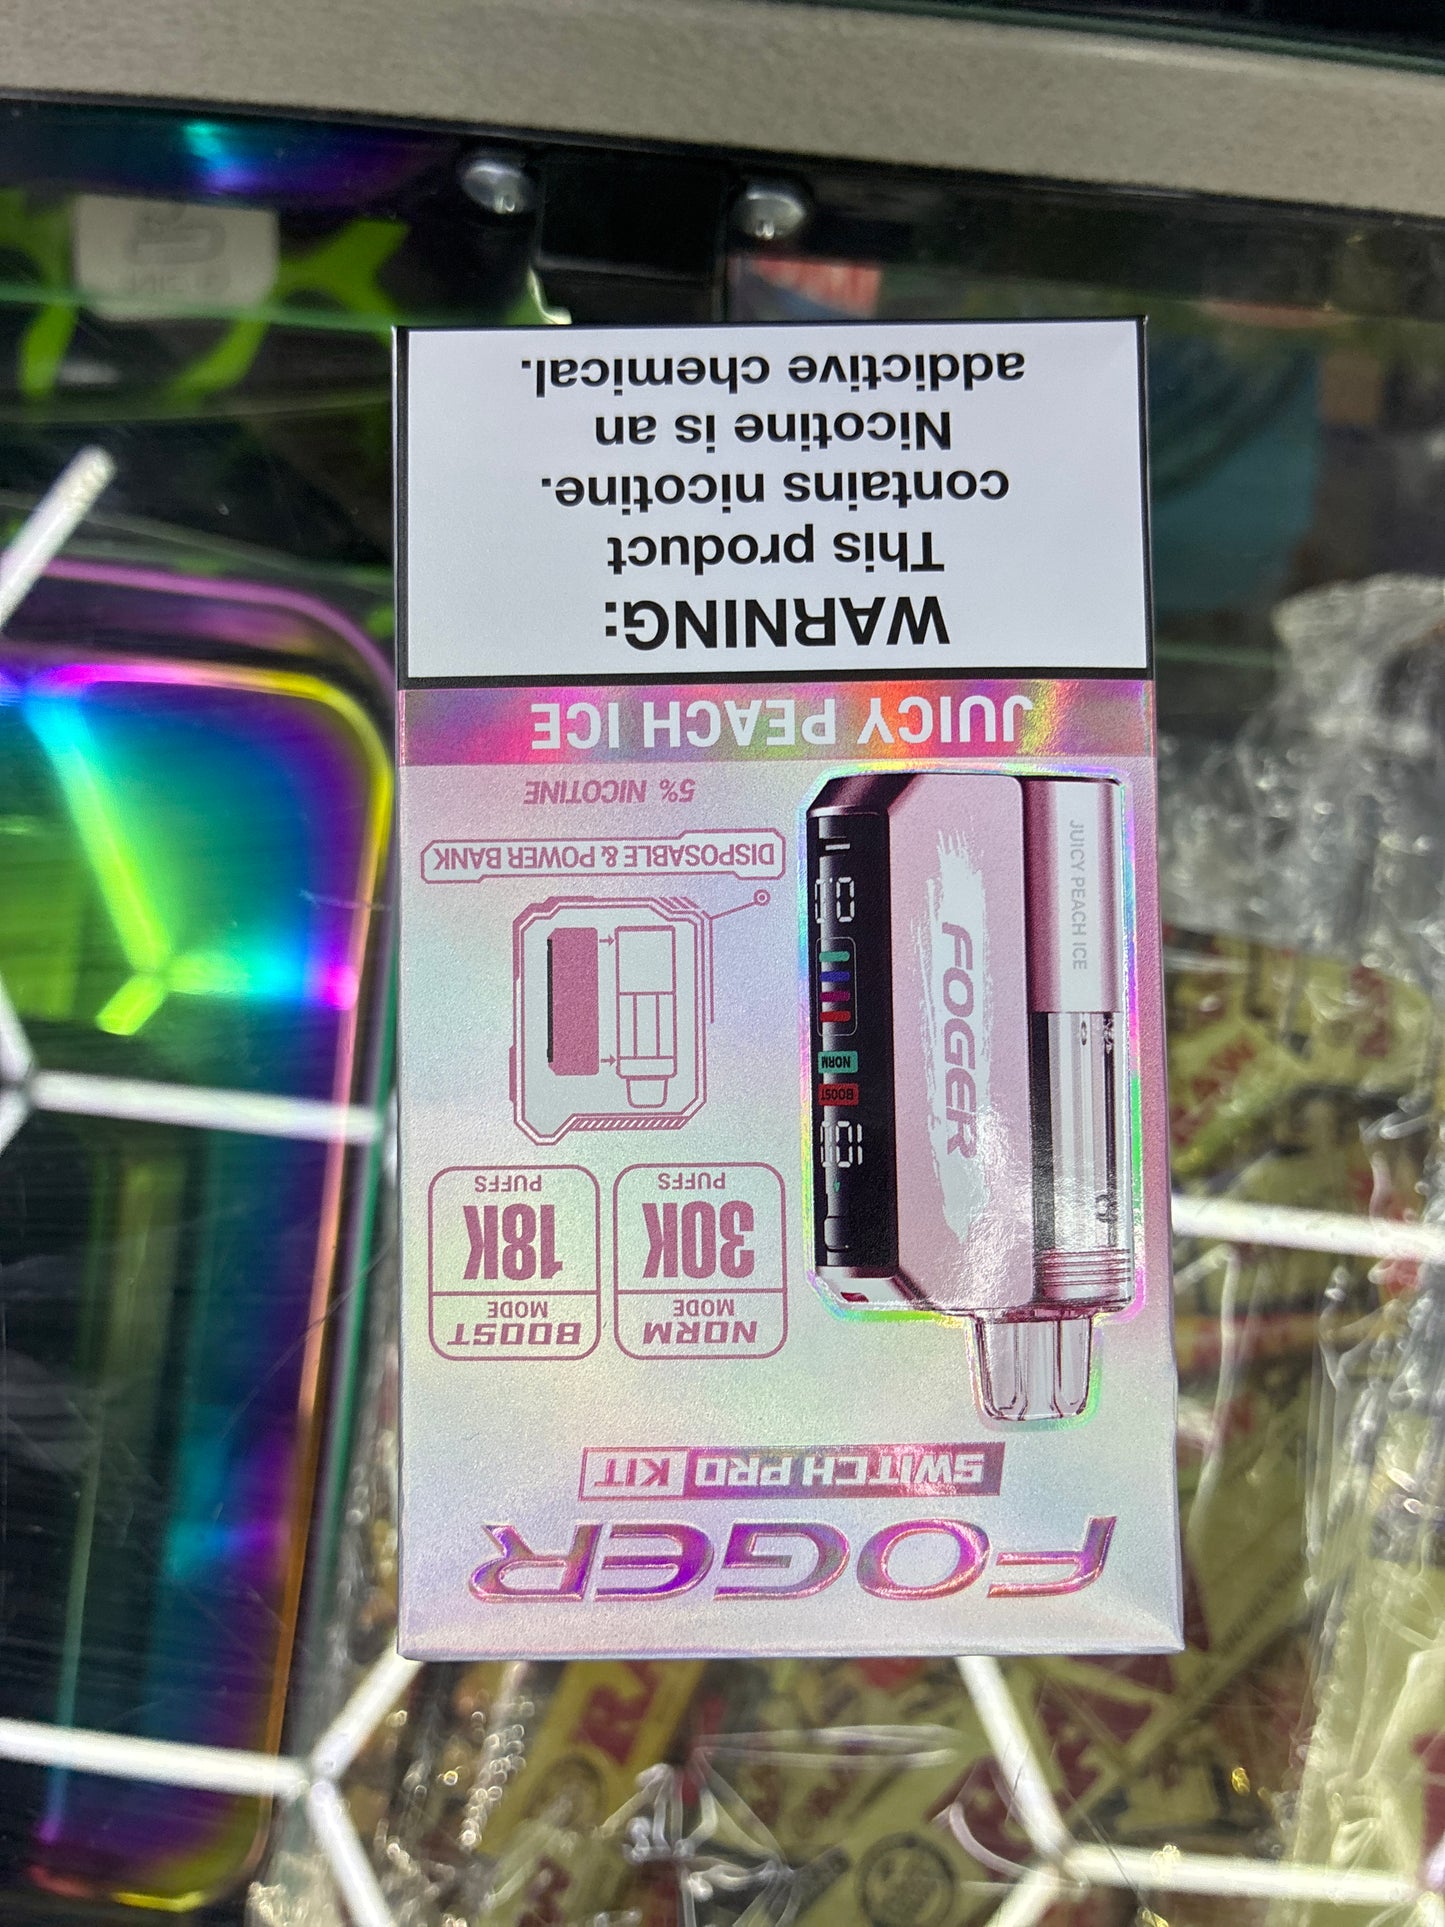 FOGER
SWITCH PRO KIT
NORM
MODE
30K
PUFFS
BOOST
MODE
18K
PUFFS
DISPOSABLE & POWER BANK
5% NICOTINE
FOGER
JUICY PEACH ICE
BOOST
NORM
JUICY PEACH ICE
WARNING:
This product
contains nicotine.
Nicotine is an
addictive chemical.
RAW